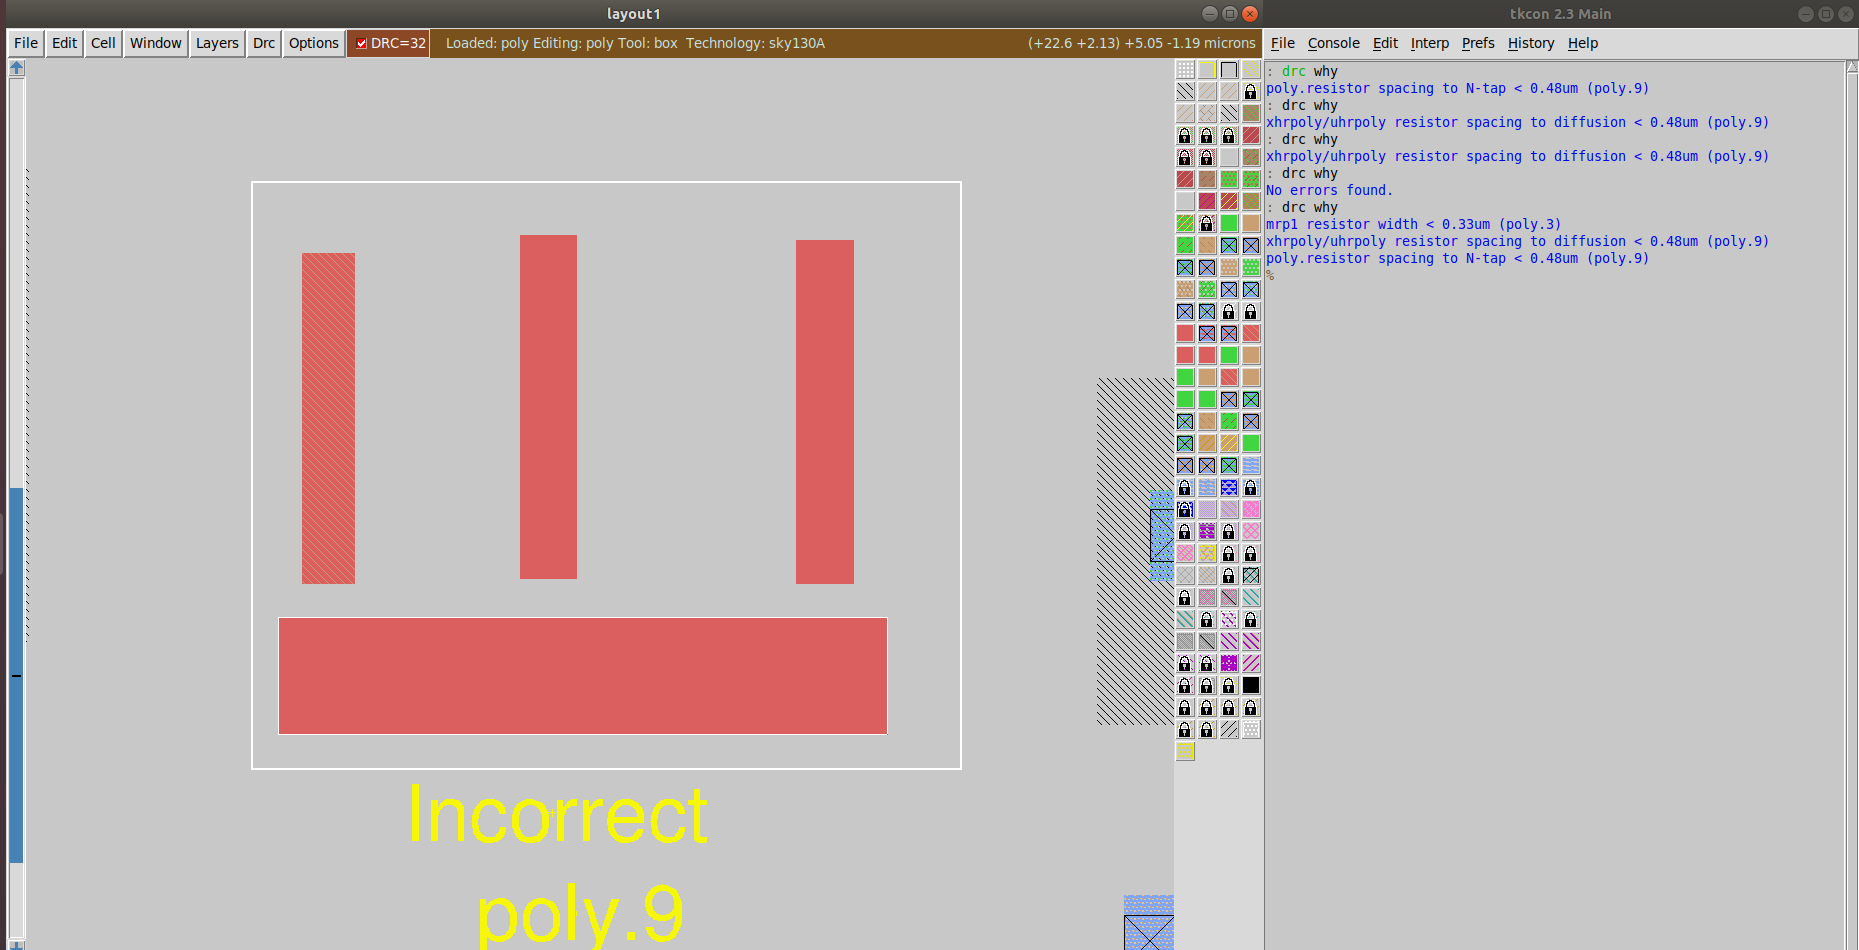 layout1
tkcon 2.3 Main
File Edit Cell Window Layers Drc Options DRC=32 Loaded: poly Editing: poly Tool: box Technology: sky130A (+22.6 +2.13) +5.05 -1.19 microns
File Console Edit Interp Prefs History Help
: drc why
poly.resistor spacing to N-tap < 0.48um (poly.9)
: drc why
xhrpoly/uhrpoly resistor spacing to diffusion < 0.48um (poly.9)
: drc why
xhrpoly/uhrpoly resistor spacing to diffusion < 0.48um (poly.9)
: drc why
No errors found.
: drc why
mrp1 resistor width < 0.33um (poly.3)
xhrpoly/uhrpoly resistor spacing to diffusion < 0.48um (poly.9)
poly.resistor spacing to N-tap < 0.48um (poly.9)
%
Incorrect
poly.9